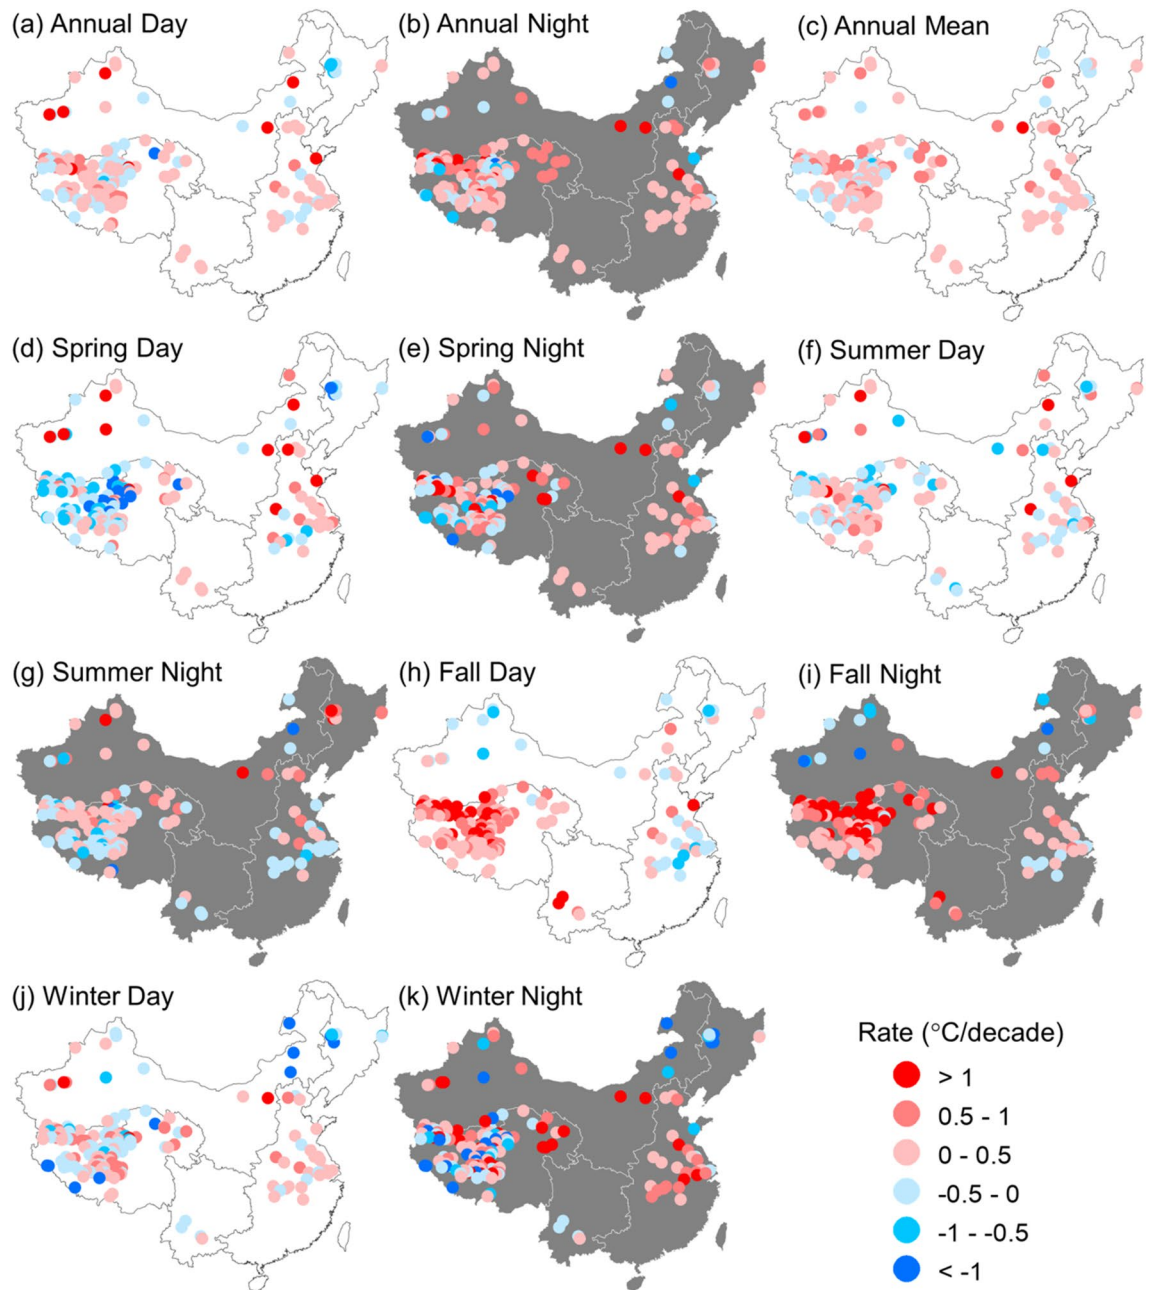 (a) Annual Day
(b) Annual Night
(c) Annual Mean
(d) Spring Day
(e) Spring Night
(f) Summer Day
(g) Summer Night
(h) Fall Day
(i) Fall Night
(j) Winter Day
(k) Winter Night
Rate (°C/decade)
> 1
0.5 - 1
0 - 0.5
-0.5 - 0
-1 - -0.5
< -1